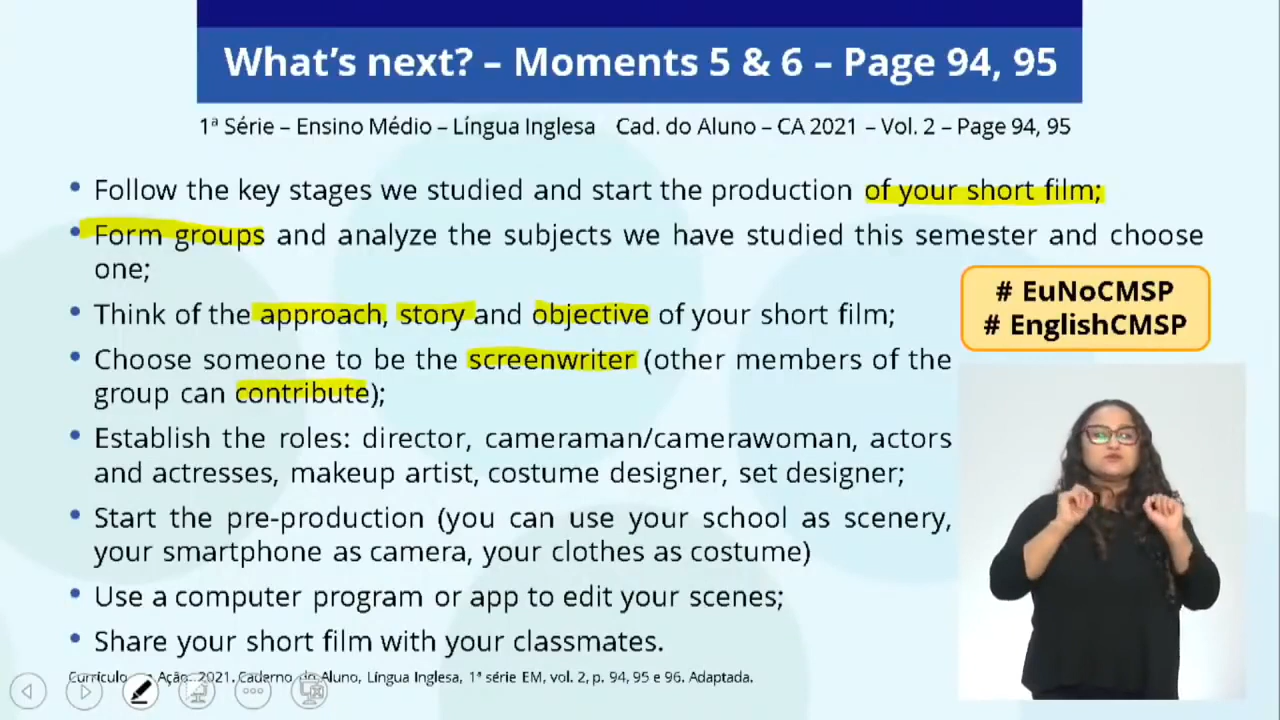 What's next? – Moments 5 & 6 – Page 94, 95
1ª Série – Ensino Médio – Língua Inglesa Cad. do Aluno – CA 2021 – Vol. 2 – Page 94, 95
• Follow the key stages we studied and start the production of your short film;
• Form groups and analyze the subjects we have studied this semester and choose
one;
# EuNoCMSP
# EnglishCMSP
• Think of the approach, story and objective of your short film;
• Choose someone to be the screenwriter (other members of the
group can contribute);
• Establish the roles: director, cameraman/camerawoman, actors
and actresses, makeup artist, costume designer, set designer;
• Start the pre-production (you can use your school as scenery,
your smartphone as camera, your clothes as costume)
• Use a computer program or app to edit your scenes;
• Share your short film with your classmates.
Currículo Ação. 2021. Caderno do Aluno, Língua Inglesa, 1ª série EM, vol. 2, p. 94, 95 e 96. Adaptada.